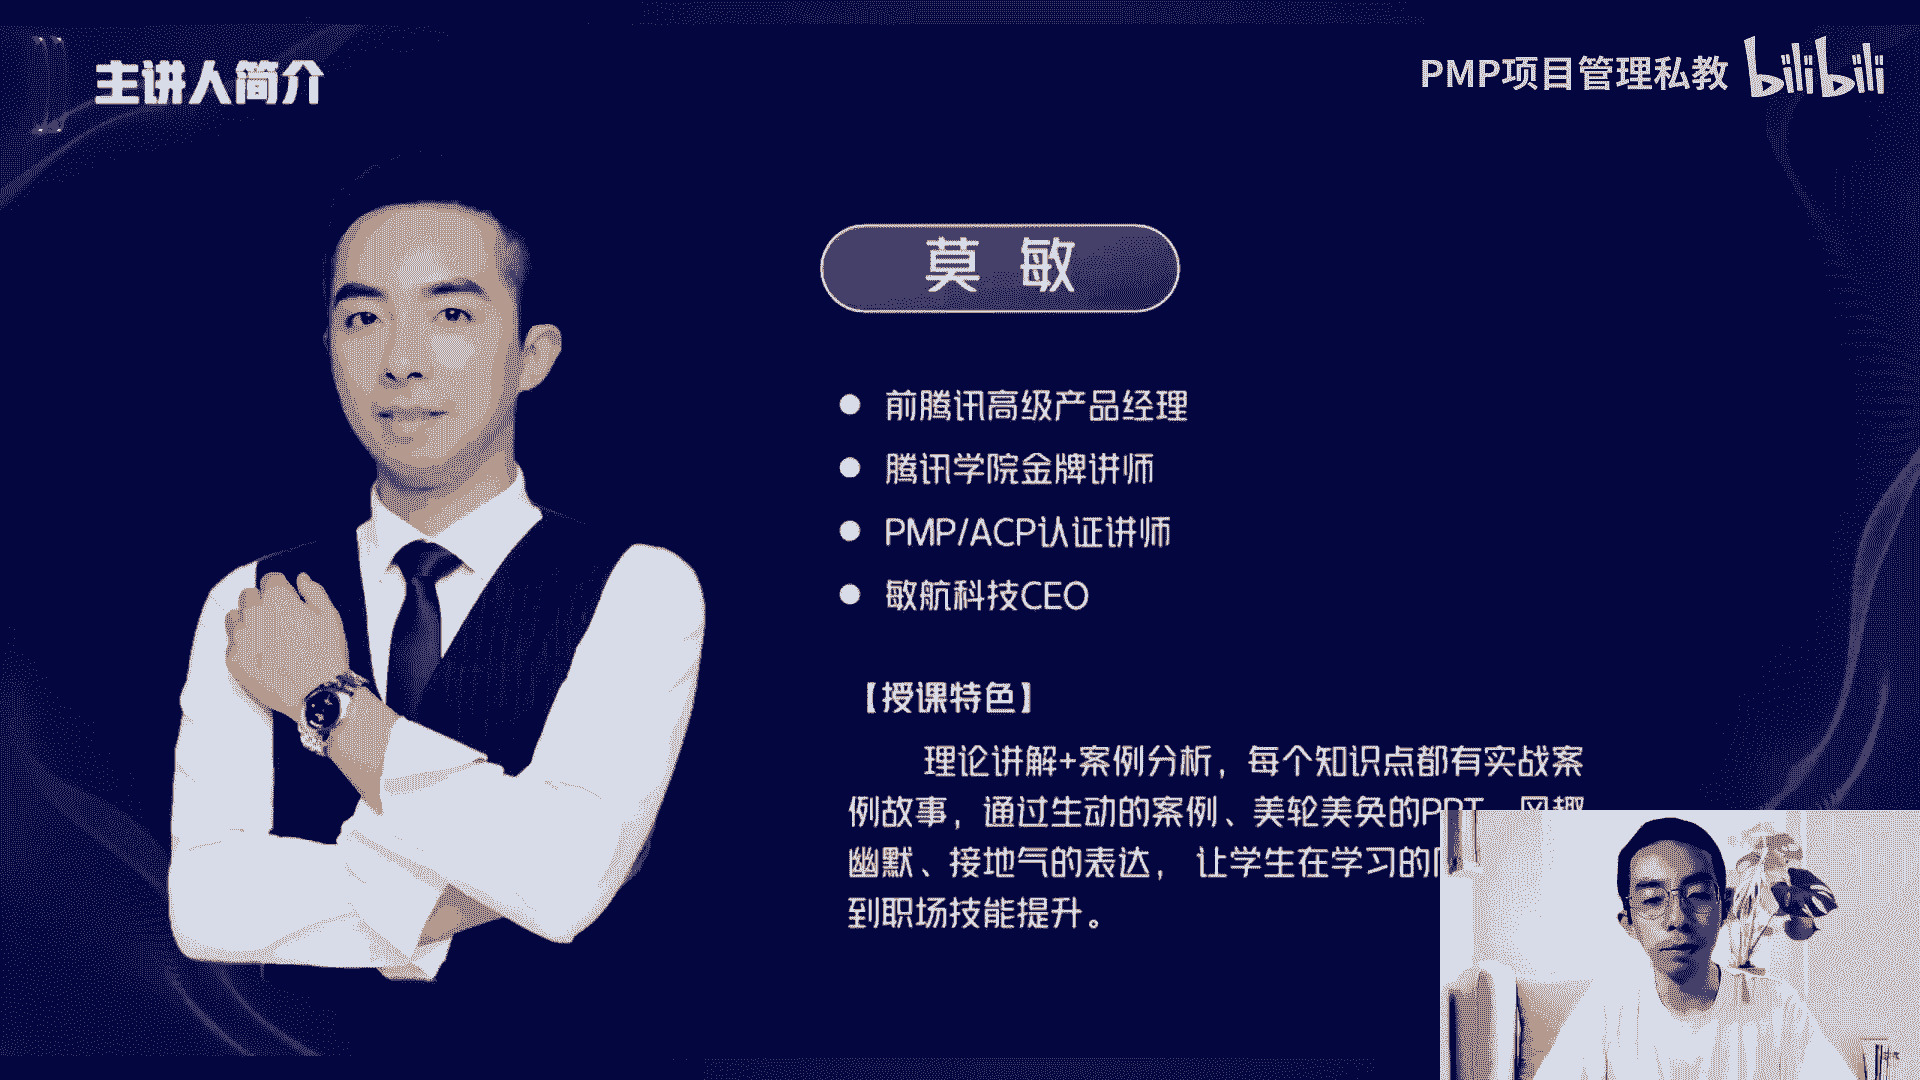 主讲人简介
PMP项目管理私教 bilibili
莫 敏
前腾讯高级产品经理
腾讯学院金牌讲师
PMP/ACP认证讲师
敏航科技CEO
【授课特色】
理论讲解+案例分析，每个知识点都有实战案
例故事，通过生动的案例、美轮美奂的PPT
幽默、接地气的表达， 让学生在学习的
到职场技能提升。